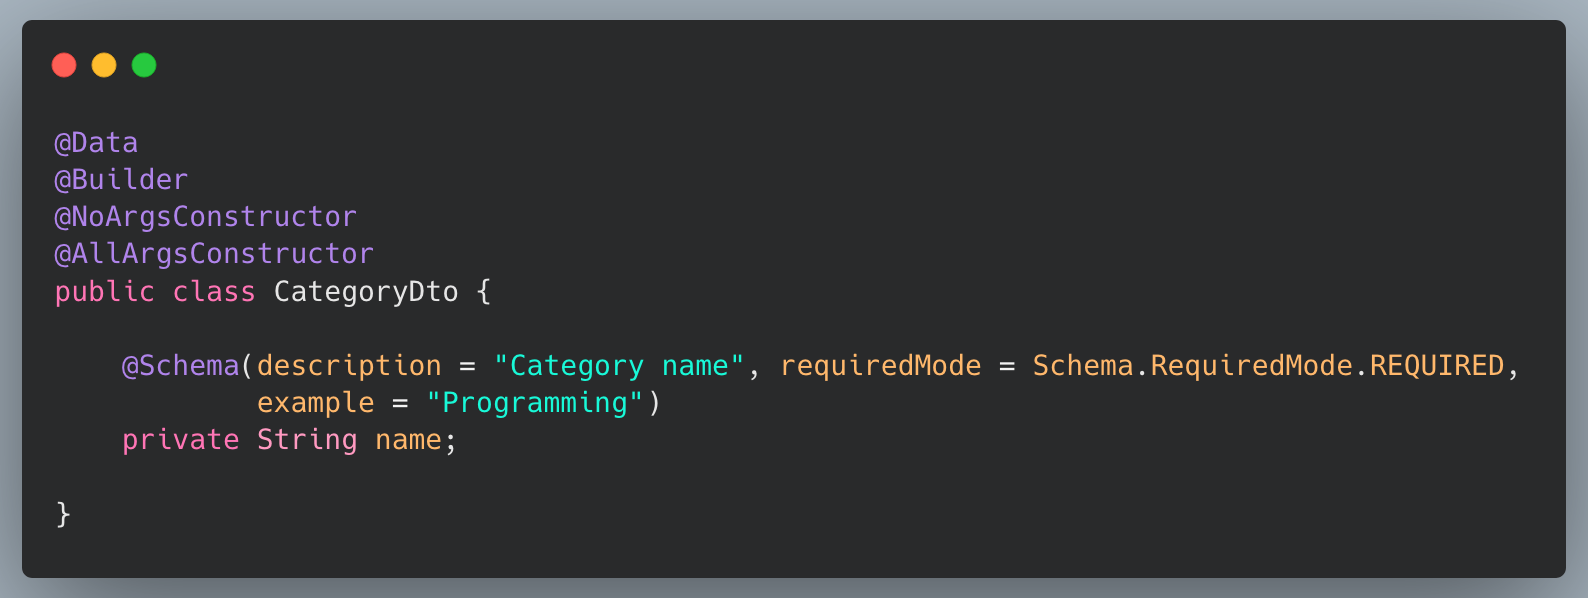 @Data
@Builder
@NoArgsConstructor
@AllArgsConstructor
public class CategoryDto {
@Schema(description = "Category name", requiredMode = Schema.RequiredMode.REQUIRED,
example = "Programming")
private String name;
}